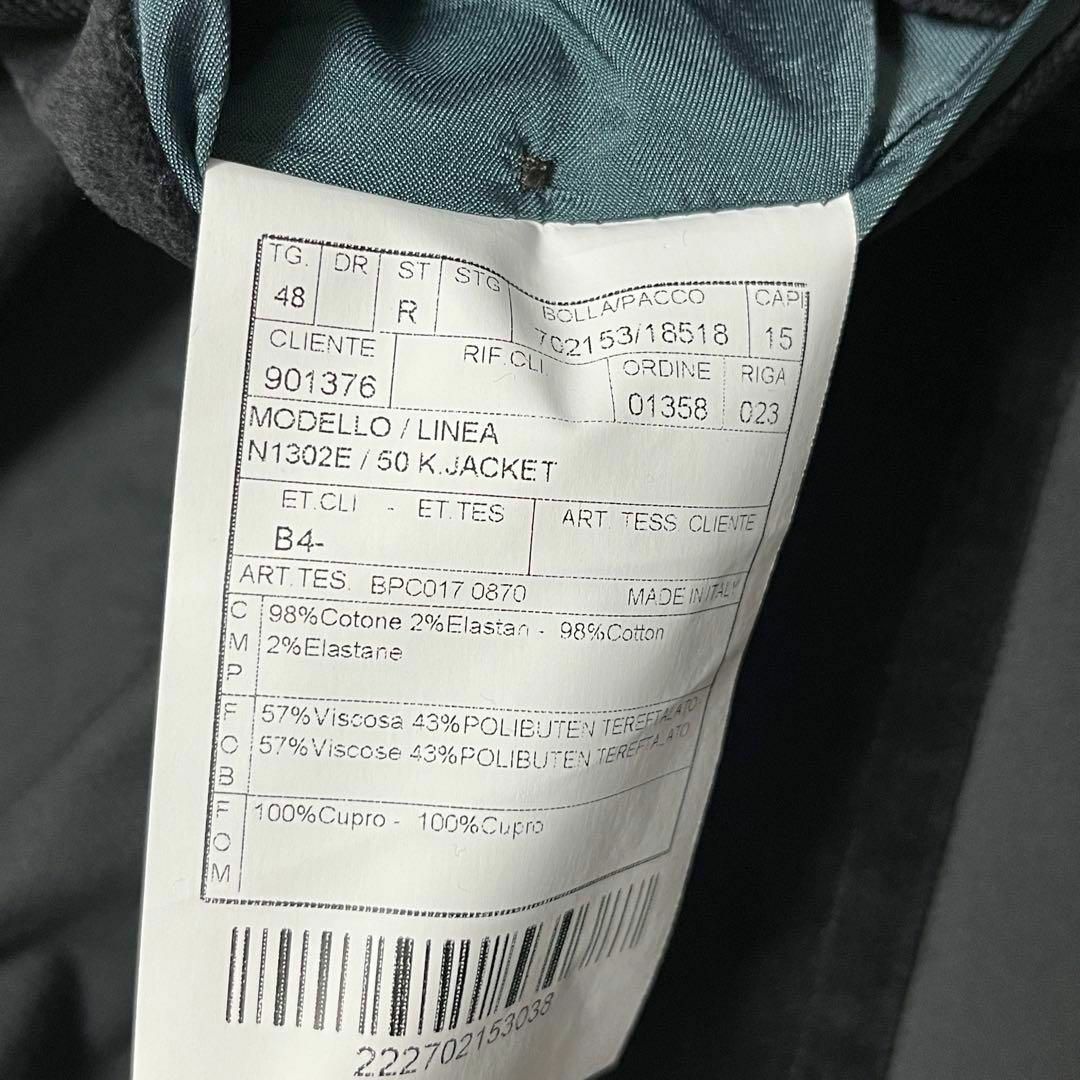 TG. DR ST STG BOLLA/PACCO CAPI
48 R 702153/18518 15
CLIENTE RIF.CLI. ORDINE RIGA
901376 01358 023
MODELLO / LINEA
N1302E / 50 K.JACKET
ET.CLI - ET.TES ART. TESS. CLIENTE
B4-
ART.TES. BPC017 0870 MADE IN ITALY
CMP 98%Cotone 2%Elastan - 98%Cotton
2%Elastane
FOB 57%Viscosa 43%POLIBUTEN TEREFTALATO
57%Viscose 43%POLIBUTEN TEREFTALATO
FOM 100%Cupro - 100%Cupro
222702153038